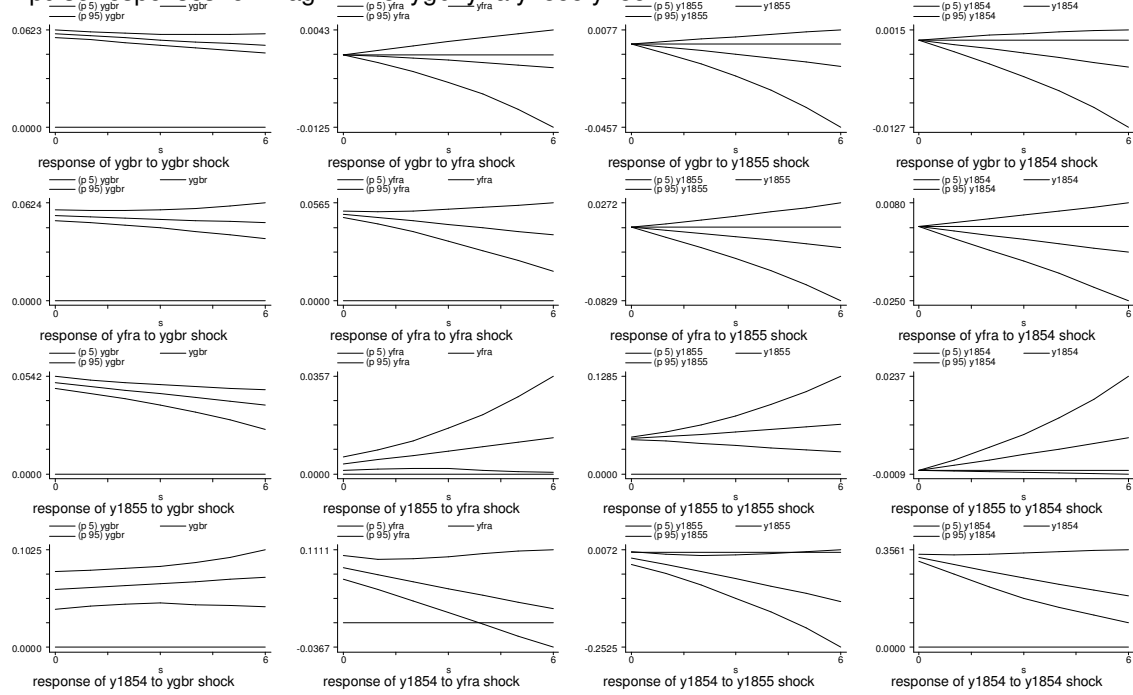 (p 5) ygbr ygbr
(p 95) ygbr
0.0623
0.0000
0 s 6
response of ygbr to ygbr shock
(p 5) yfra yfra
(p 95) yfra
0.0043
-0.0125
0 s 6
response of ygbr to yfra shock
(p 5) y1855 y1855
(p 95) y1855
0.0077
-0.0457
0 s 6
response of ygbr to y1855 shock
(p 5) y1854 y1854
(p 95) y1854
0.0015
-0.0127
0 s 6
response of ygbr to y1854 shock
(p 5) ygbr ygbr
(p 95) ygbr
0.0624
0.0000
0 s 6
response of yfra to ygbr shock
(p 5) yfra yfra
(p 95) yfra
0.0565
0.0000
0 s 6
response of yfra to yfra shock
(p 5) y1855 y1855
(p 95) y1855
0.0272
-0.0829
0 s 6
response of yfra to y1855 shock
(p 5) y1854 y1854
(p 95) y1854
0.0080
-0.0250
0 s 6
response of yfra to y1854 shock
(p 5) ygbr ygbr
(p 95) ygbr
0.0542
0.0000
0 s 6
response of y1855 to ygbr shock
(p 5) yfra yfra
(p 95) yfra
0.0357
0.0000
0 s 6
response of y1855 to yfra shock
(p 5) y1855 y1855
(p 95) y1855
0.1285
0.0000
0 s 6
response of y1855 to y1855 shock
(p 5) y1854 y1854
(p 95) y1854
0.0237
-0.0009
0 s 6
response of y1855 to y1854 shock
(p 5) ygbr ygbr
(p 95) ygbr
0.1025
0.0000
0 s 6
response of y1854 to ygbr shock
(p 5) yfra yfra
(p 95) yfra
0.1111
-0.0367
0 s 6
response of y1854 to yfra shock
(p 5) y1855 y1855
(p 95) y1855
0.0072
-0.2525
0 s 6
response of y1854 to y1855 shock
(p 5) y1854 y1854
(p 95) y1854
0.3561
0.0000
0 s 6
response of y1854 to y1854 shock